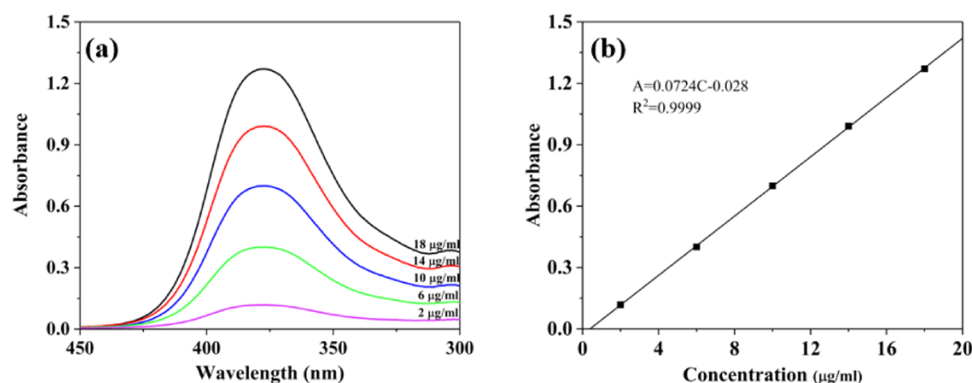 (a)
1.5
1.2
0.9
0.6
0.3
0.0
Absorbance
18 μg/ml
14 μg/ml
10 μg/ml
6 μg/ml
2 μg/ml
450 400 350 300
Wavelength (nm)
(b)
1.5
1.2
0.9
0.6
0.3
0.0
Absorbance
A=0.0724C-0.028
R²=0.9999
0 4 8 12 16 20
Concentration (μg/ml)